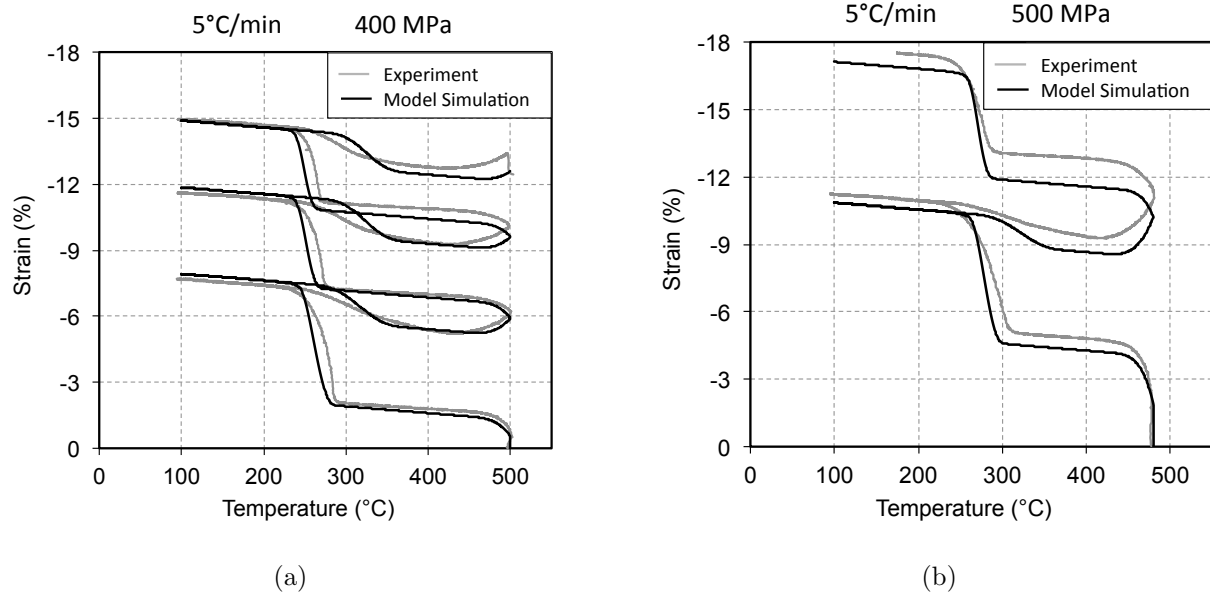 5°C/min 400 MPa
-18
-15
-12
-9
-6
-3
0
Strain (%)
Experiment
Model Simulation
0 100 200 300 400 500
Temperature (°C)
(a)
5°C/min 500 MPa
-18
-15
-12
-9
-6
-3
0
Strain (%)
Experiment
Model Simulation
0 100 200 300 400 500
Temperature (°C)
(b)